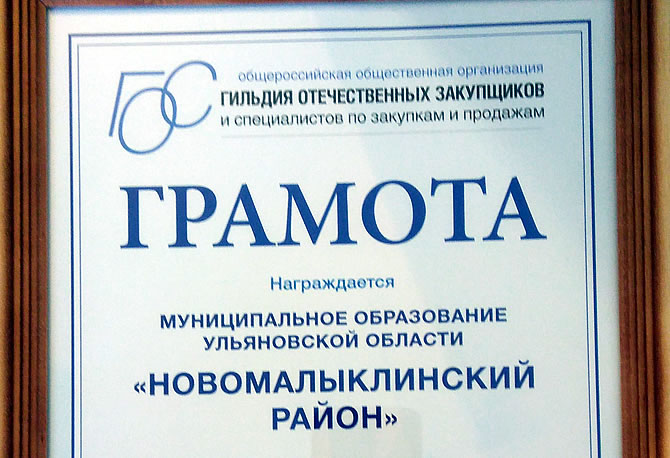 ГОС
общероссийская общественная организация
ГИЛЬДИЯ ОТЕЧЕСТВЕННЫХ ЗАКУПЩИКОВ
и специалистов по закупкам и продажам
ГРАМОТА
Награждается
МУНИЦИПАЛЬНОЕ ОБРАЗОВАНИЕ
УЛЬЯНОВСКОЙ ОБЛАСТИ
«НОВОМАЛЫКЛИНСКИЙ
РАЙОН»